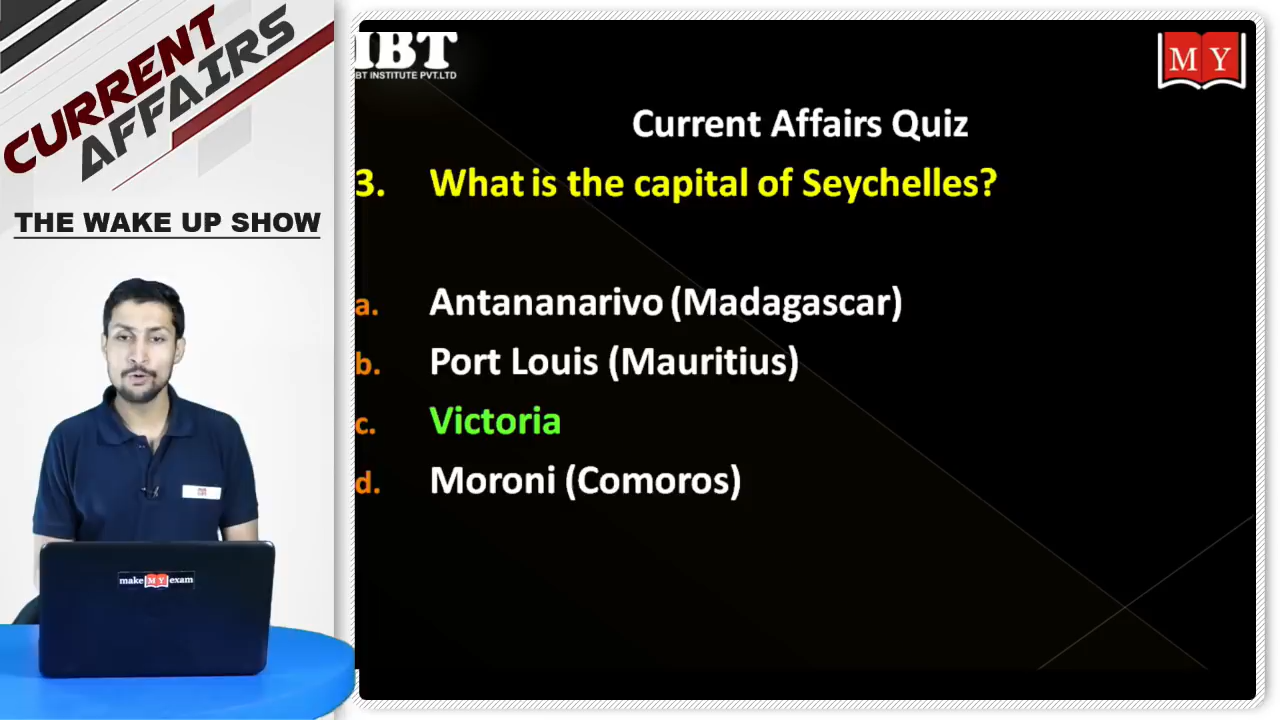 CURRENT
AFFAIRS
THE WAKE UP SHOW
IBT
IBT INSTITUTE PVT.LTD
MY
Current Affairs Quiz
3. What is the capital of Seychelles?
a. Antananarivo (Madagascar)
b. Port Louis (Mauritius)
c. Victoria
d. Moroni (Comoros)
make MY exam